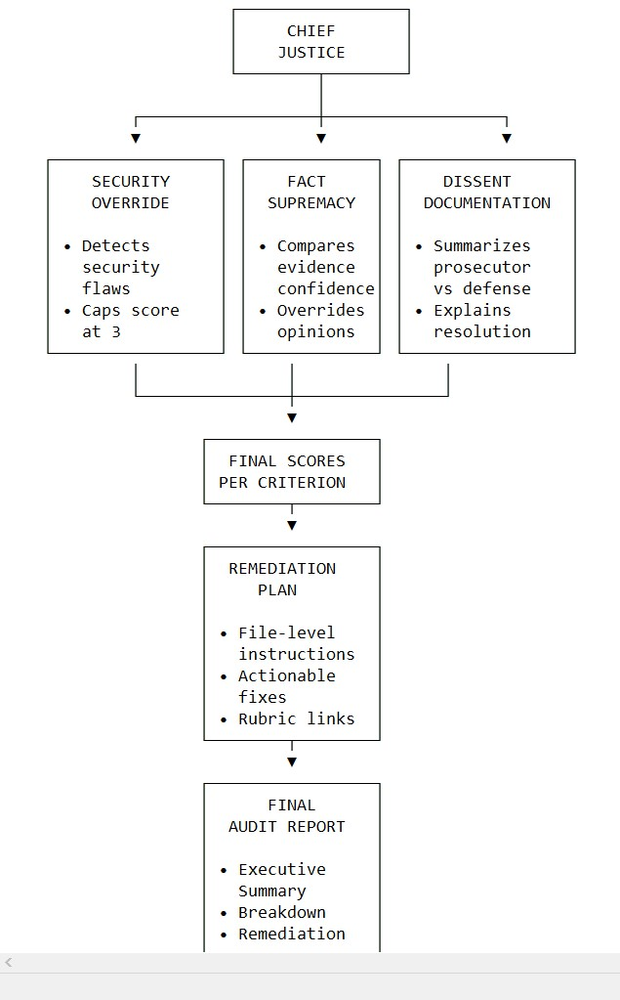 CHIEF
JUSTICE
SECURITY
OVERRIDE
• Detects
security
flaws
• Caps score
at 3
FACT
SUPREMACY
• Compares
evidence
confidence
• Overrides
opinions
DISSENT
DOCUMENTATION
• Summarizes
prosecutor
vs defense
• Explains
resolution
FINAL SCORES
PER CRITERION
REMEDIATION
PLAN
• File-level
instructions
• Actionable
fixes
• Rubric links
FINAL
AUDIT REPORT
• Executive
Summary
• Breakdown
• Remediation